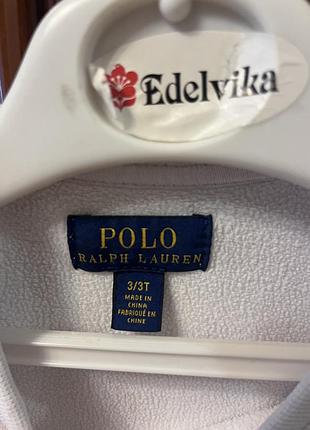 Edelvika
POLO
RALPH LAUREN
3/3T
MADE IN
CHINA
FABRIQUÉ EN
CHINE